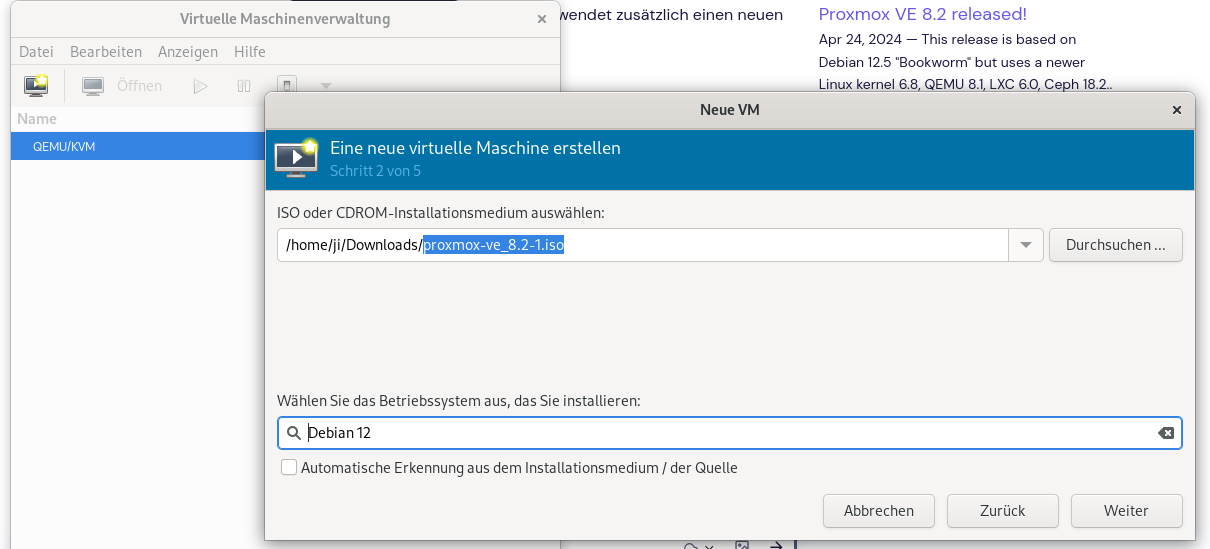 Virtuelle Maschinenverwaltung
wendet zusätzlich einen neuen
Proxmox VE 8.2 released!
Apr 24, 2024 — This release is based on
Debian 12.5 "Bookworm" but uses a newer
Linux kernel 6.8, QEMU 8.1, LXC 6.0, Ceph 18.2..
Datei Bearbeiten Anzeigen Hilfe
Öffnen
Name
QEMU/KVM
Neue VM
Eine neue virtuelle Maschine erstellen
Schritt 2 von 5
ISO oder CDROM-Installationsmedium auswählen:
/home/ji/Downloads/proxmox-ve_8.2-1.iso
Durchsuchen ...
Wählen Sie das Betriebssystem aus, das Sie installieren:
Debian 12
Automatische Erkennung aus dem Installationsmedium / der Quelle
Abbrechen Zurück Weiter